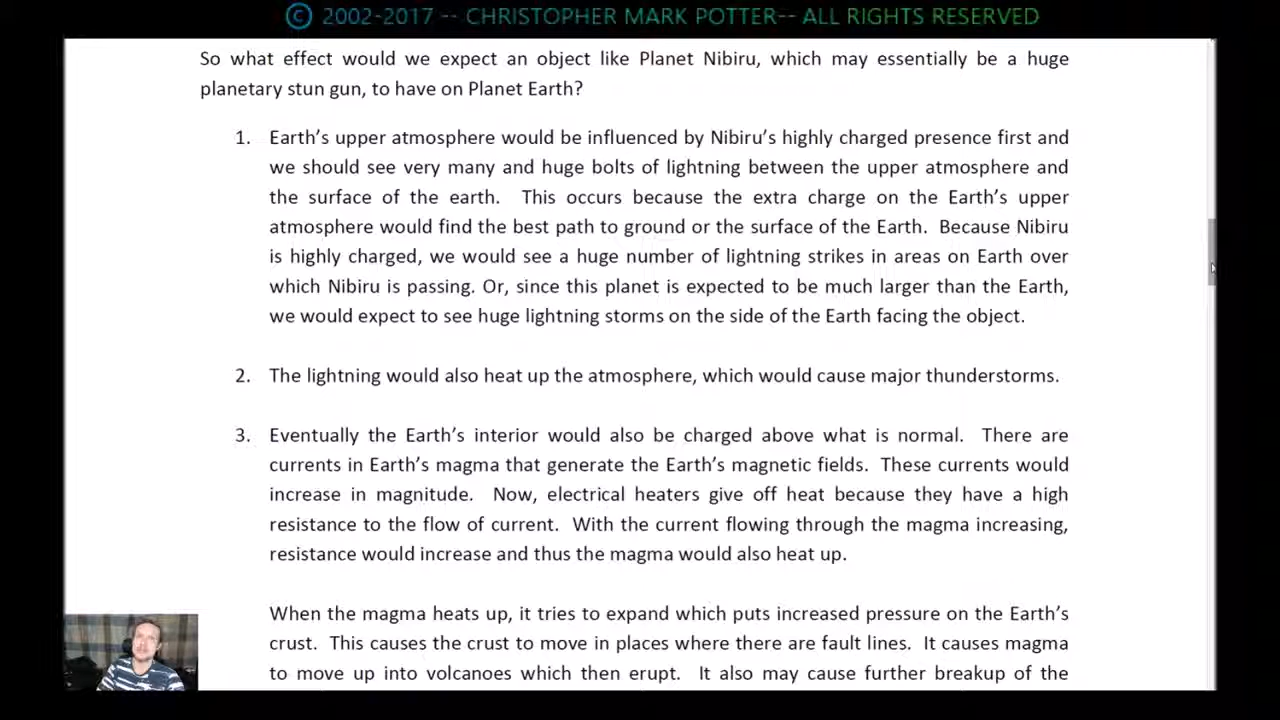 © 2002-2017 -- CHRISTOPHER MARK POTTER-- ALL RIGHTS RESERVED
So what effect would we expect an object like Planet Nibiru, which may essentially be a huge
planetary stun gun, to have on Planet Earth?
1. Earth's upper atmosphere would be influenced by Nibiru's highly charged presence first and
we should see very many and huge bolts of lightning between the upper atmosphere and
the surface of the earth. This occurs because the extra charge on the Earth's upper
atmosphere would find the best path to ground or the surface of the Earth. Because Nibiru
is highly charged, we would see a huge number of lightning strikes in areas on Earth over
which Nibiru is passing. Or, since this planet is expected to be much larger than the Earth,
we would expect to see huge lightning storms on the side of the Earth facing the object.
2. The lightning would also heat up the atmosphere, which would cause major thunderstorms.
3. Eventually the Earth's interior would also be charged above what is normal. There are
currents in Earth's magma that generate the Earth's magnetic fields. These currents would
increase in magnitude. Now, electrical heaters give off heat because they have a high
resistance to the flow of current. With the current flowing through the magma increasing,
resistance would increase and thus the magma would also heat up.
When the magma heats up, it tries to expand which puts increased pressure on the Earth's
crust. This causes the crust to move in places where there are fault lines. It causes magma
to move up into volcanoes which then erupt. It also may cause further breakup of the